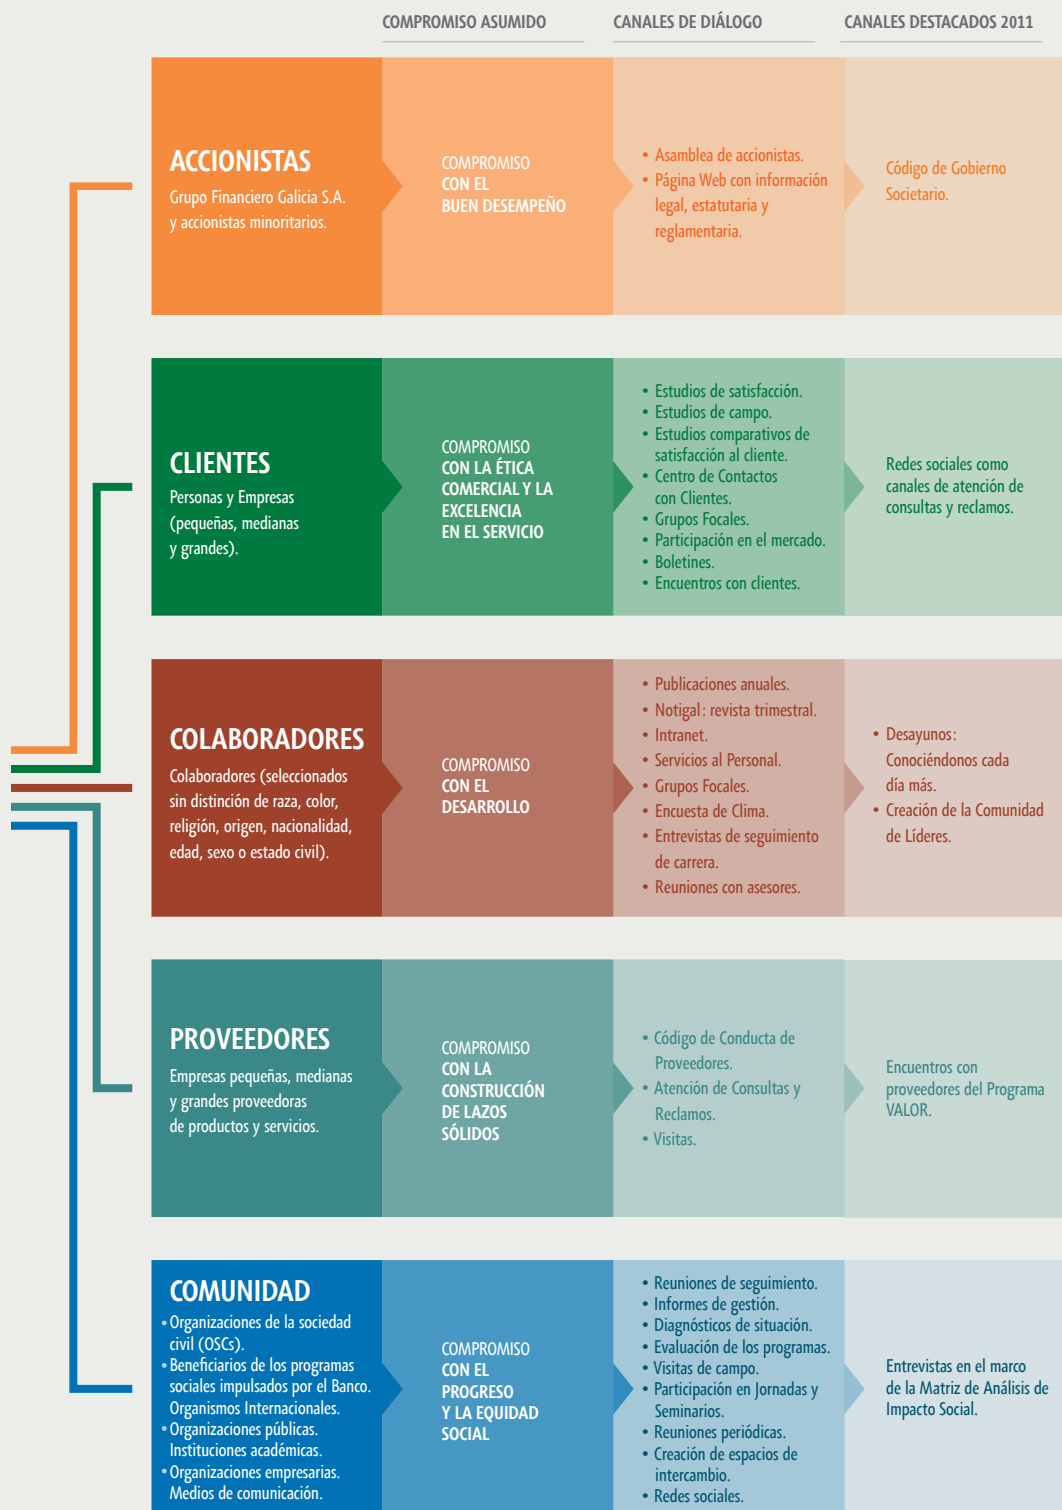 COMPROMISO ASUMIDO
CANALES DE DIÁLOGO
CANALES DESTACADOS 2011
ACCIONISTAS
Grupo Financiero Galicia S.A.
y accionistas minoritarios.
COMPROMISO
CON EL
BUEN DESEMPEÑO
• Asamblea de accionistas.
• Página Web con información
legal, estatutaria y
reglamentaria.
Código de Gobierno
Societario.
CLIENTES
Personas y Empresas
(pequeñas, medianas
y grandes).
COMPROMISO
CON LA ÉTICA
COMERCIAL Y LA
EXCELENCIA
EN EL SERVICIO
• Estudios de satisfacción.
• Estudios de campo.
• Estudios comparativos de
satisfacción al cliente.
• Centro de Contactos
con Clientes.
• Grupos Focales.
• Participación en el mercado.
• Boletines.
• Encuentros con clientes.
Redes sociales como
canales de atención de
consultas y reclamos.
COLABORADORES
Colaboradores (seleccionados
sin distinción de raza, color,
religión, origen, nacionalidad,
edad, sexo o estado civil).
COMPROMISO
CON EL
DESARROLLO
• Publicaciones anuales.
• Notigal: revista trimestral.
• Intranet.
• Servicios al Personal.
• Grupos Focales.
• Encuesta de Clima.
• Entrevistas de seguimiento
de carrera.
• Reuniones con asesores.
• Desayunos:
Conociéndonos cada
día más.
• Creación de la Comunidad
de Líderes.
PROVEEDORES
Empresas pequeñas, medianas
y grandes proveedoras
de productos y servicios.
COMPROMISO
CON LA
CONSTRUCCIÓN
DE LAZOS
SÓLIDOS
• Código de Conducta de
Proveedores.
• Atención de Consultas y
Reclamos.
• Visitas.
Encuentros con
proveedores del Programa
VALOR.
COMUNIDAD
• Organizaciones de la sociedad
civil (OSCs).
• Beneficiarios de los programas
sociales impulsados por el Banco.
Organismos Internacionales.
• Organizaciones públicas.
Instituciones académicas.
• Organizaciones empresarias.
Medios de comunicación.
COMPROMISO
CON EL
PROGRESO
Y LA EQUIDAD
SOCIAL
• Reuniones de seguimiento.
• Informes de gestión.
• Diagnósticos de situación.
• Evaluación de los programas.
• Visitas de campo.
• Participación en Jornadas y
Seminarios.
• Reuniones periódicas.
• Creación de espacios de
intercambio.
• Redes sociales.
Entrevistas en el marco
de la Matriz de Análisis de
Impacto Social.